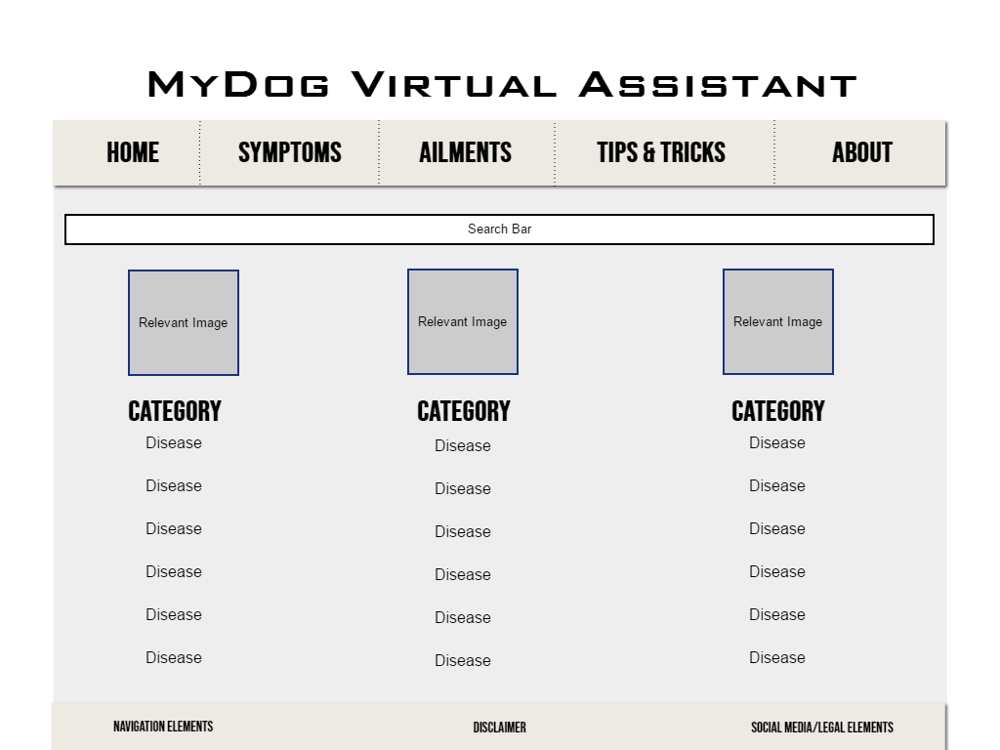 MyDog Virtual Assistant
HOME SYMPTOMS AILMENTS TIPS & TRICKS ABOUT
Search Bar
Relevant Image Relevant Image Relevant Image
CATEGORY CATEGORY CATEGORY
Disease Disease Disease
Disease Disease Disease
Disease Disease Disease
Disease Disease Disease
Disease Disease Disease
Disease Disease Disease
NAVIGATION ELEMENTS DISCLAIMER SOCIAL MEDIA/LEGAL ELEMENTS